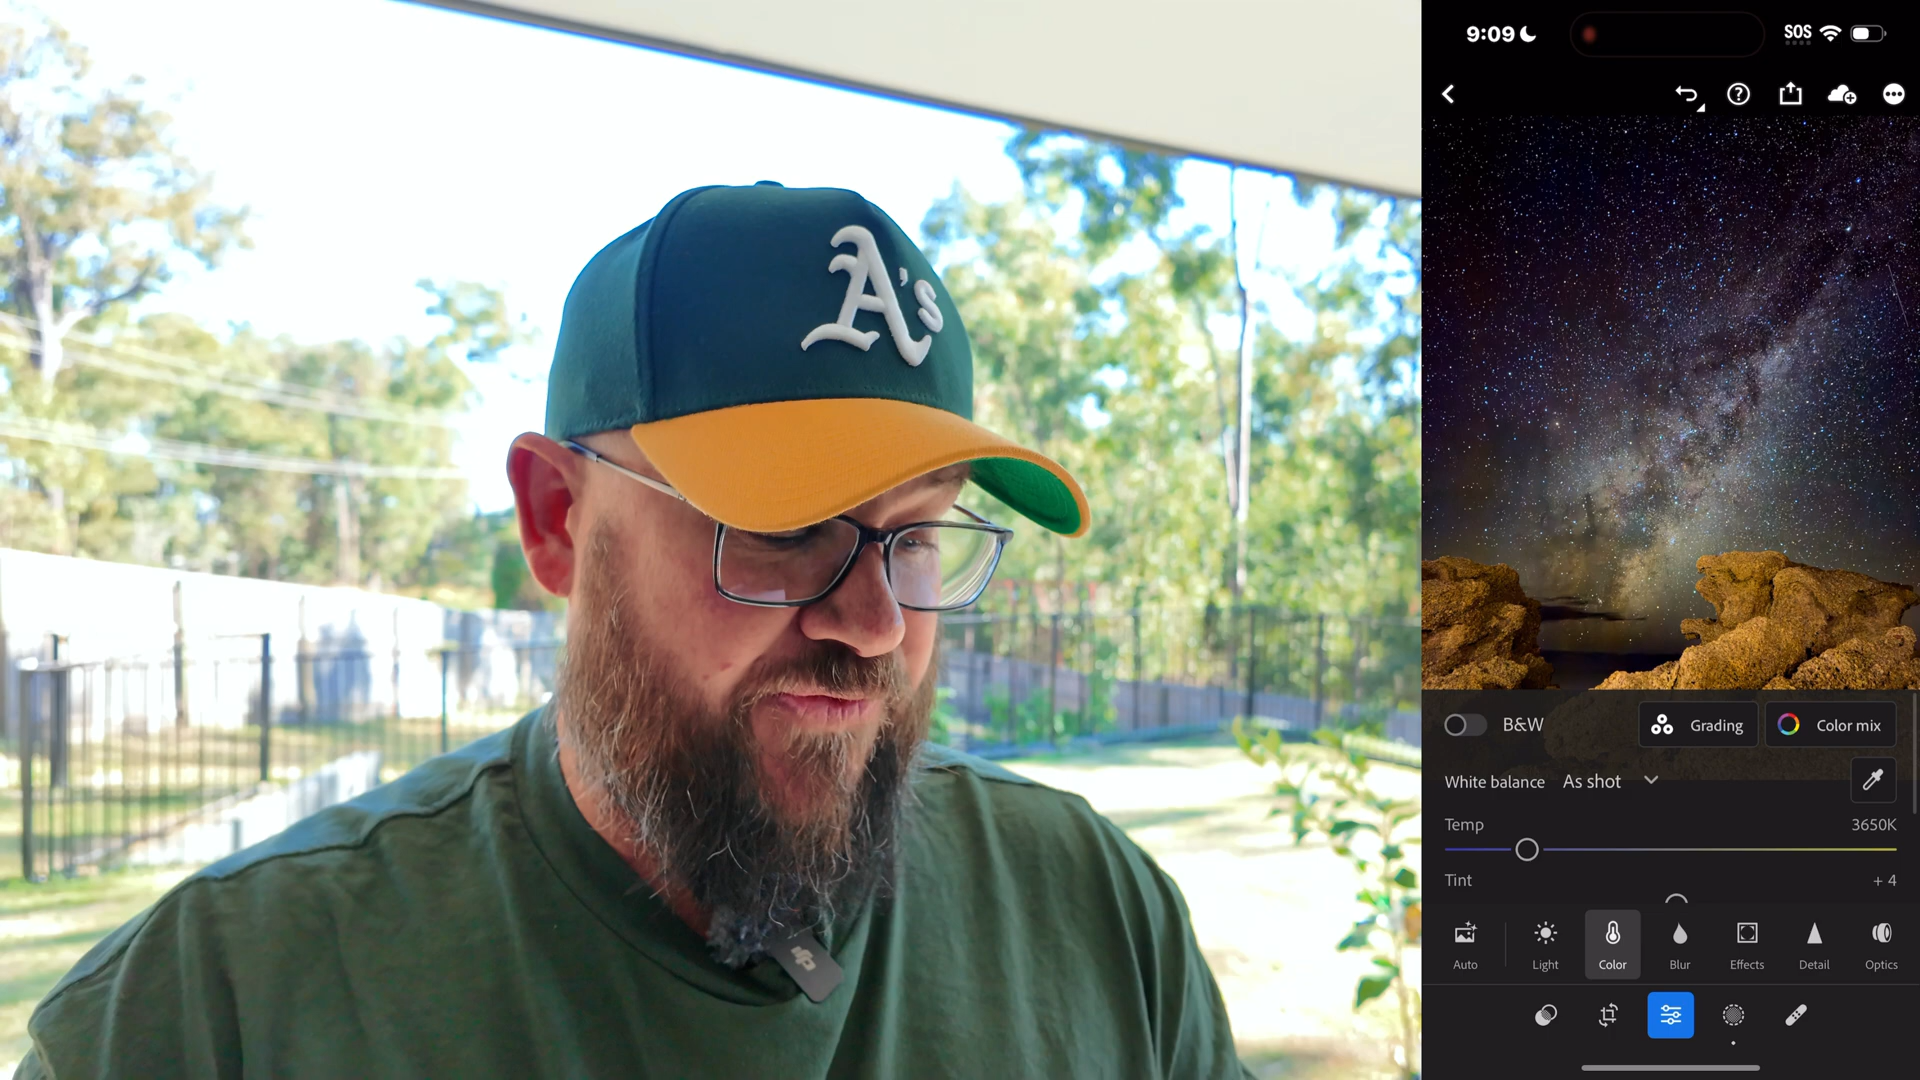 A's
9:09
SOS
B&W
Grading
Color mix
White balance
As shot
Temp
3650K
Tint
+ 4
Auto
Light
Color
Blur
Effects
Detail
Optics